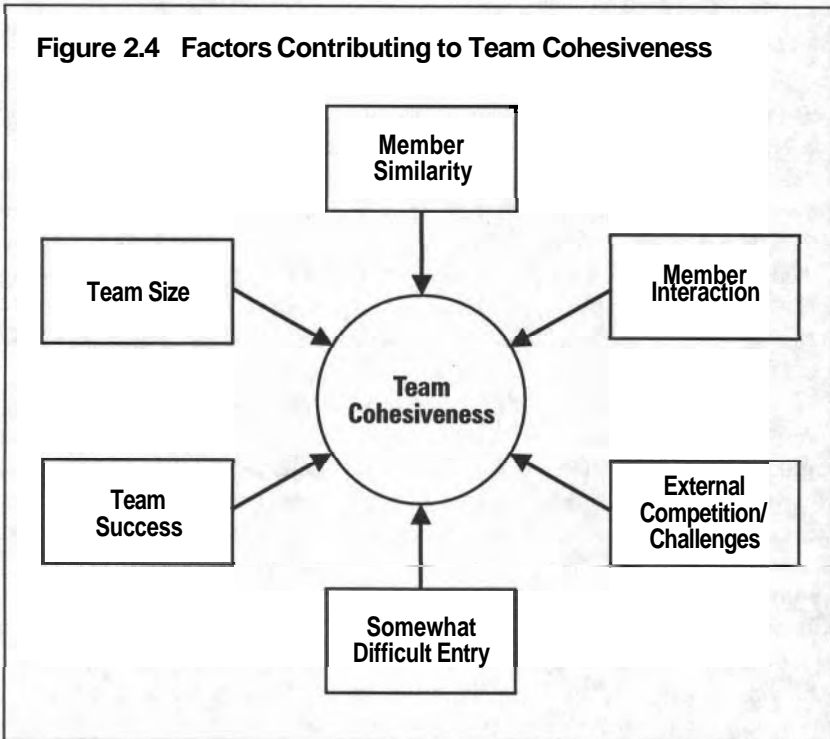 Figure 2.4 Factors Contributing to Team Cohesiveness
Member
Similarity
Team Size
Member
Interaction
Team
Cohesiveness
Team
Success
External
Competition/
Challenges
Somewhat
Difficult Entry